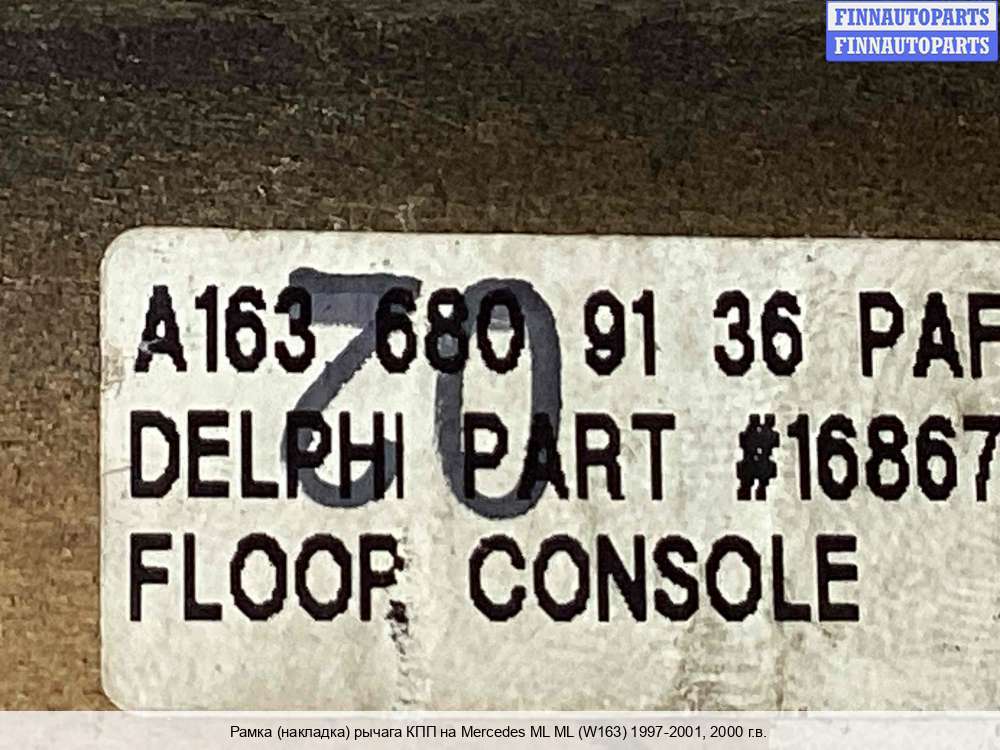 FINNAUTOPARTS
FINNAUTOPARTS
A163 680 91 36
DELPHI PART #16867
FLOOR CONSOLE
Рамка (накладка) рычага КПП на Mercedes ML ML (W163) 1997-2001, 2000 г.в.